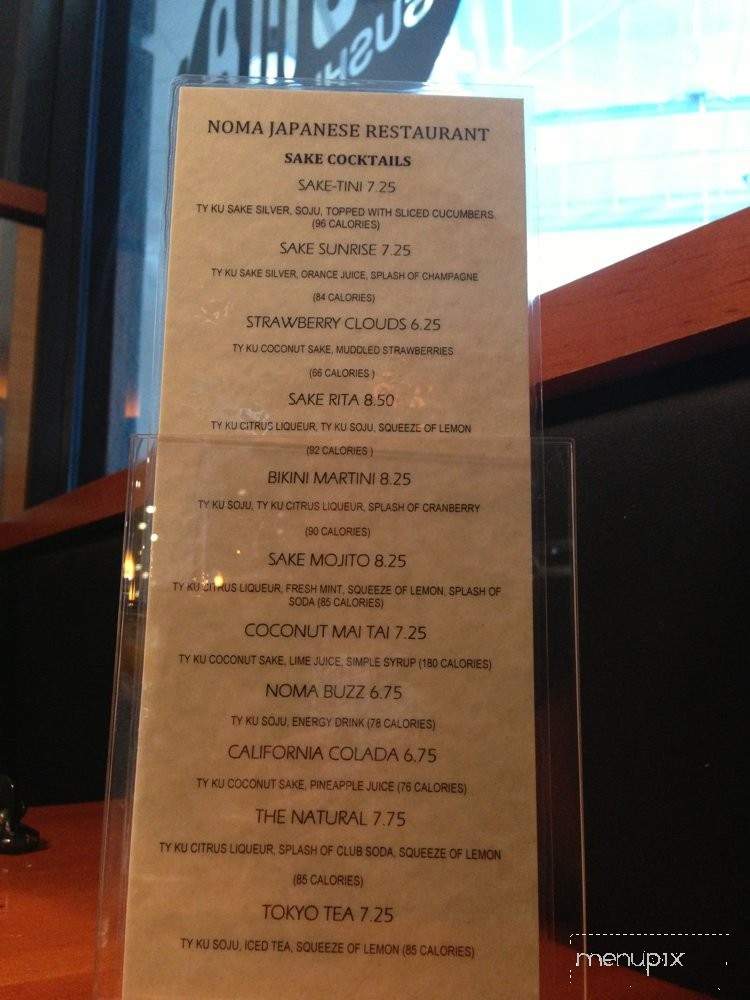 SUSHI
NOMA JAPANESE RESTAURANT
SAKE COCKTAILS
SAKE-TINI 7.25
TY KU SAKE SILVER, SOJU, TOPPED WITH SLICED CUCUMBERS.
(96 CALORIES)
SAKE SUNRISE 7.25
TY KU SAKE SILVER, ORANCE JUICE, SPLASH OF CHAMPAGNE
(84 CALORIES)
STRAWBERRY CLOUDS 6.25
TY KU COCONUT SAKE, MUDDLED STRAWBERRIES
(66 CALORIES )
SAKE RITA 8.50
TY KU CITRUS LIQUEUR, TY KU SOJU, SQUEEZE OF LEMON
(92 CALORIES )
BIKINI MARTINI 8.25
TY KU SOJU, TY KU CITRUS LIQUEUR, SPLASH OF CRANBERRY
(90 CALORIES)
SAKE MOJITO 8.25
TY KU CITRUS LIQUEUR, FRESH MINT, SQUEEZE OF LEMON, SPLASH OF
SODA (85 CALORIES)
COCONUT MAI TAI 7.25
TY KU COCONUT SAKE, LIME JUICE, SIMPLE SYRUP (180 CALORIES)
NOMA BUZZ 6.75
TY KU SOJU, ENERGY DRINK (78 CALORIES)
CALIFORNIA COLADA 6.75
TY KU COCONUT SAKE, PINEAPPLE JUICE (76 CALORIES)
THE NATURAL 7.75
TY KU CITRUS LIQUEUR, SPLASH OF CLUB SODA, SQUEEZE OF LEMON
(85 CALORIES)
TOKYO TEA 7.25
TY KU SOJU, ICED TEA, SQUEEZE OF LEMON (85 CALORIES)
menupix